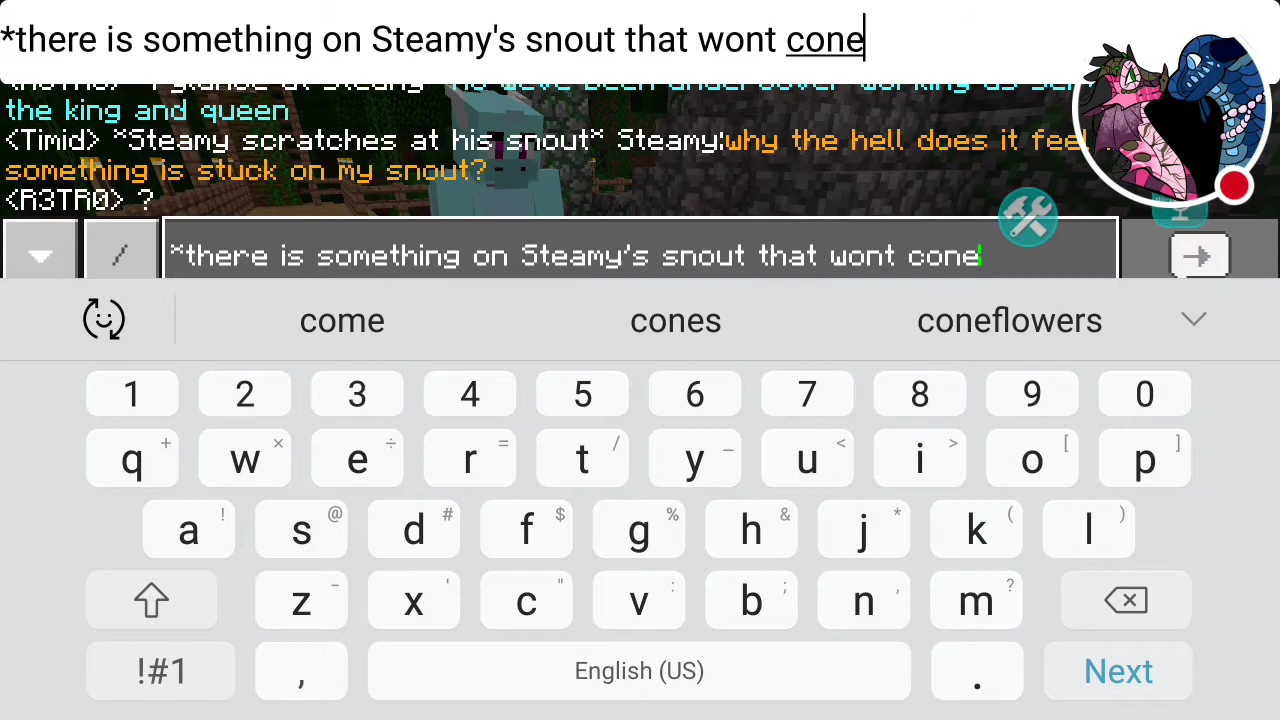 *there is something on Steamy's snout that wont cone
the king and queen
<Timid> *Steamy scratches at his snout* Steamy:why the hell does it feel
something is stuck on my snout?
<R3TR0> ?
/
*there is something on Steamy's snout that wont cone
come cones coneflowers
1 2 3 4 5 6 7 8 9 0
q + w × e ÷ r = t / y _ u < i > o [ p ]
a ! s @ d # f $ g % h & j * k ( l )
z - x ' c " v : b ; n , m ?
!#1 , English (US) . Next